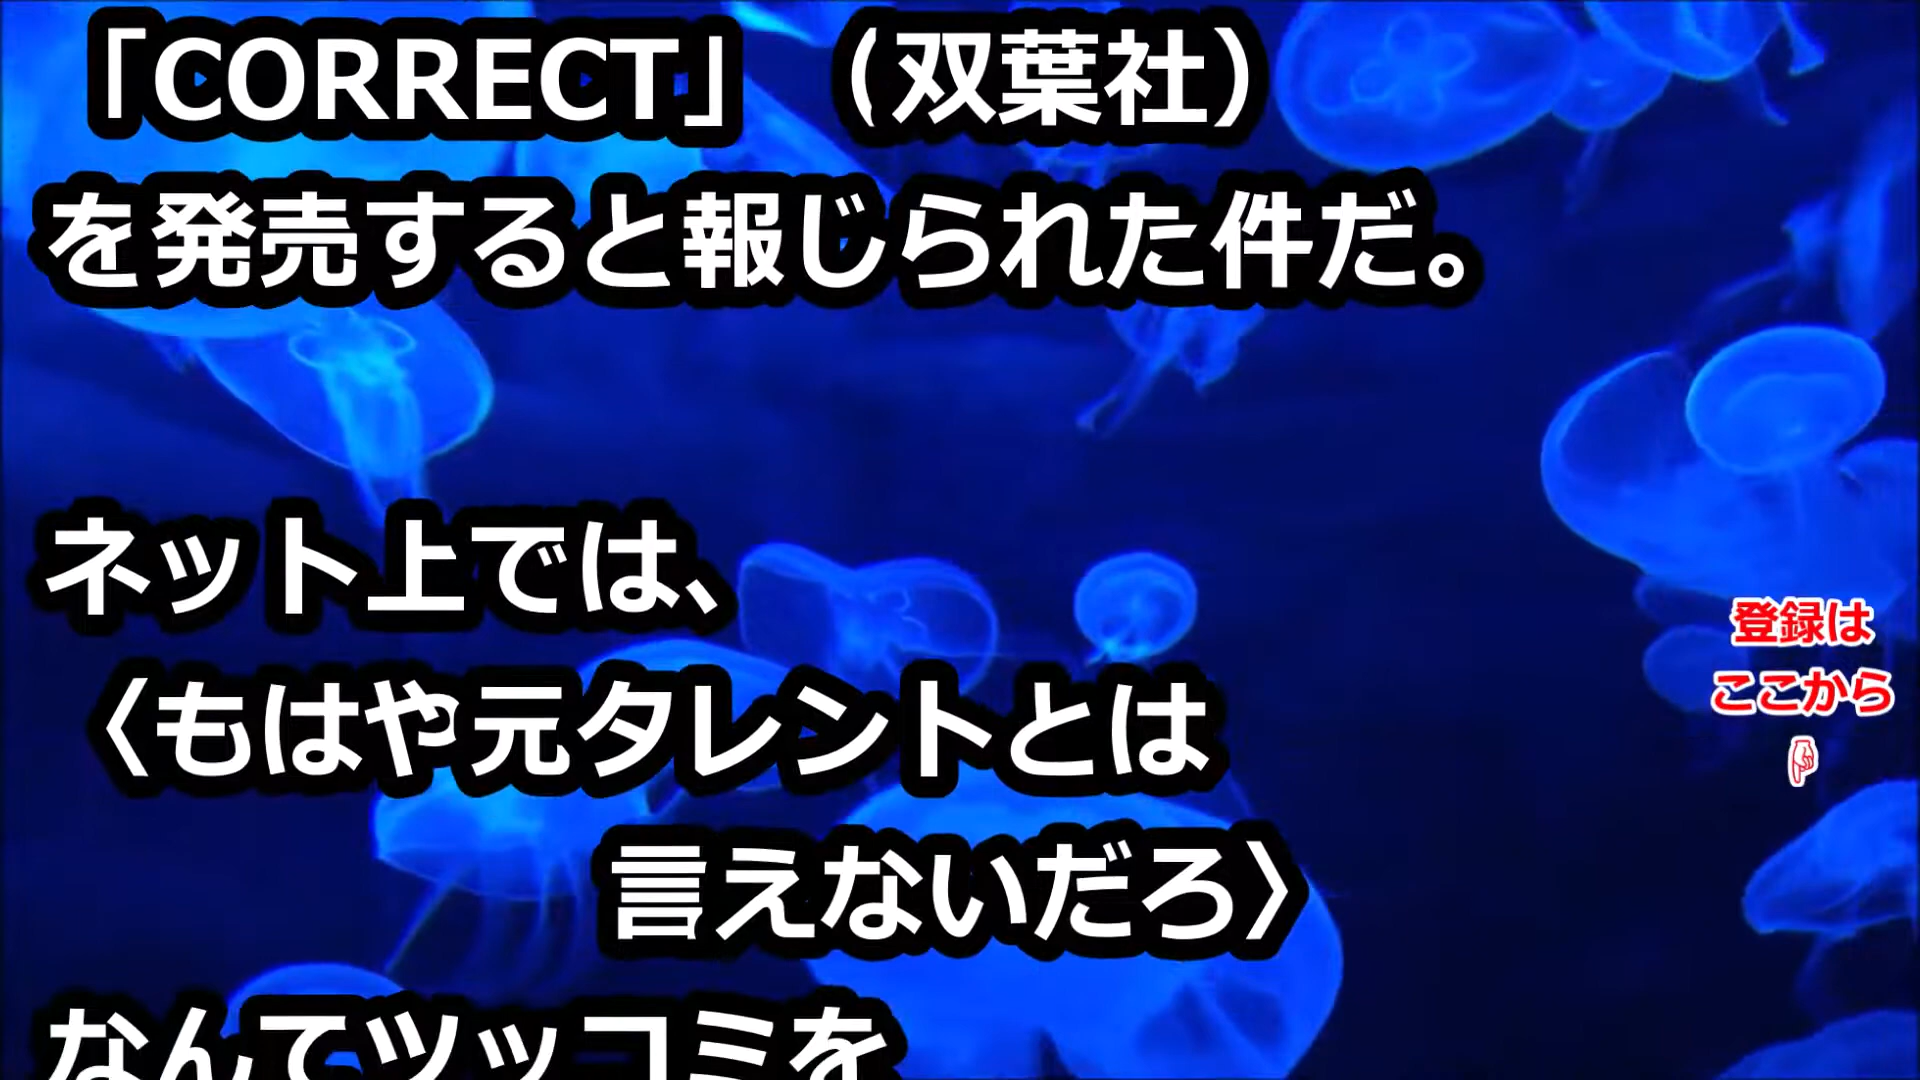 「CORRECT」（双葉社）
を発売すると報じられた件だ。
ネット上では、
〈もはや元タレントとは
言えないだろ〉
なんてツッコミを
登録は
ここから